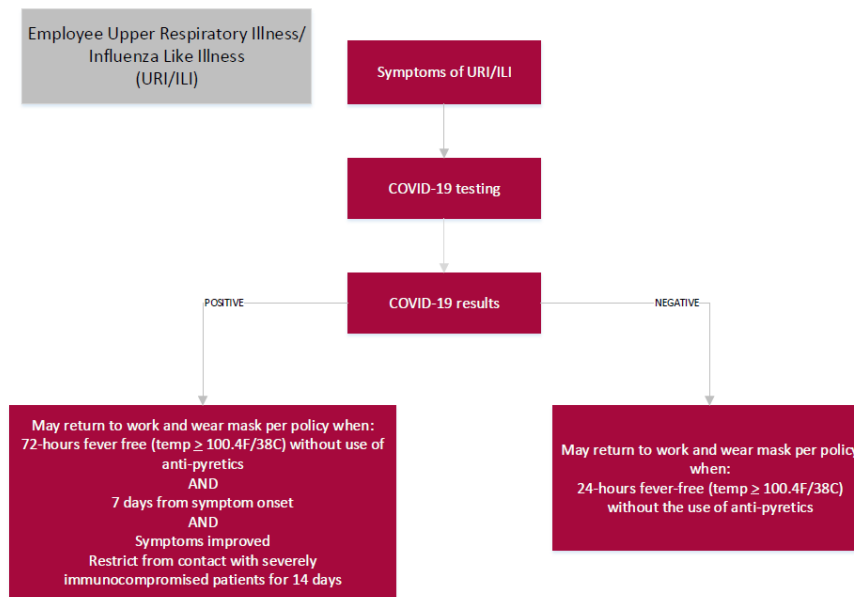 Employee Upper Respiratory Illness/
Influenza Like Illness
(URI/ILI)
Symptoms of URI/ILI
COVID-19 testing
COVID-19 results
POSITIVE
NEGATIVE
May return to work and wear mask per policy when:
72-hours fever free (temp ≥ 100.4F/38C) without use of
anti-pyretics
AND
7 days from symptom onset
AND
Symptoms improved
Restrict from contact with severely
immunocompromised patients for 14 days
May return to work and wear mask per policy
when:
24-hours fever-free (temp ≥ 100.4F/38C)
without the use of anti-pyretics